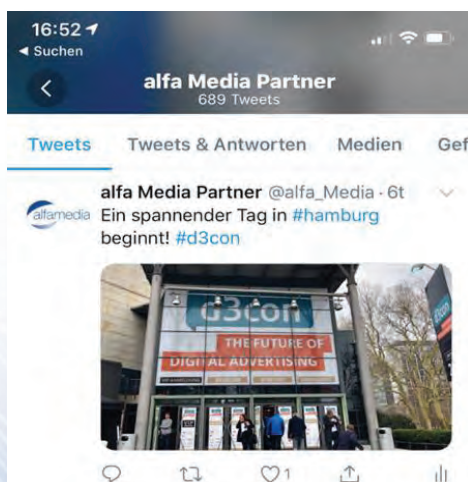 16:52
◀ Suchen
alfa Media Partner
689 Tweets
Tweets Tweets & Antworten Medien Gef
alfa Media Partner @alfa_Media · 6t
alfamedia
Ein spannender Tag in #hamburg
beginnt! #d3con
d3con
THE FUTURE OF
DIGITAL ADVERTISING
d3con
1